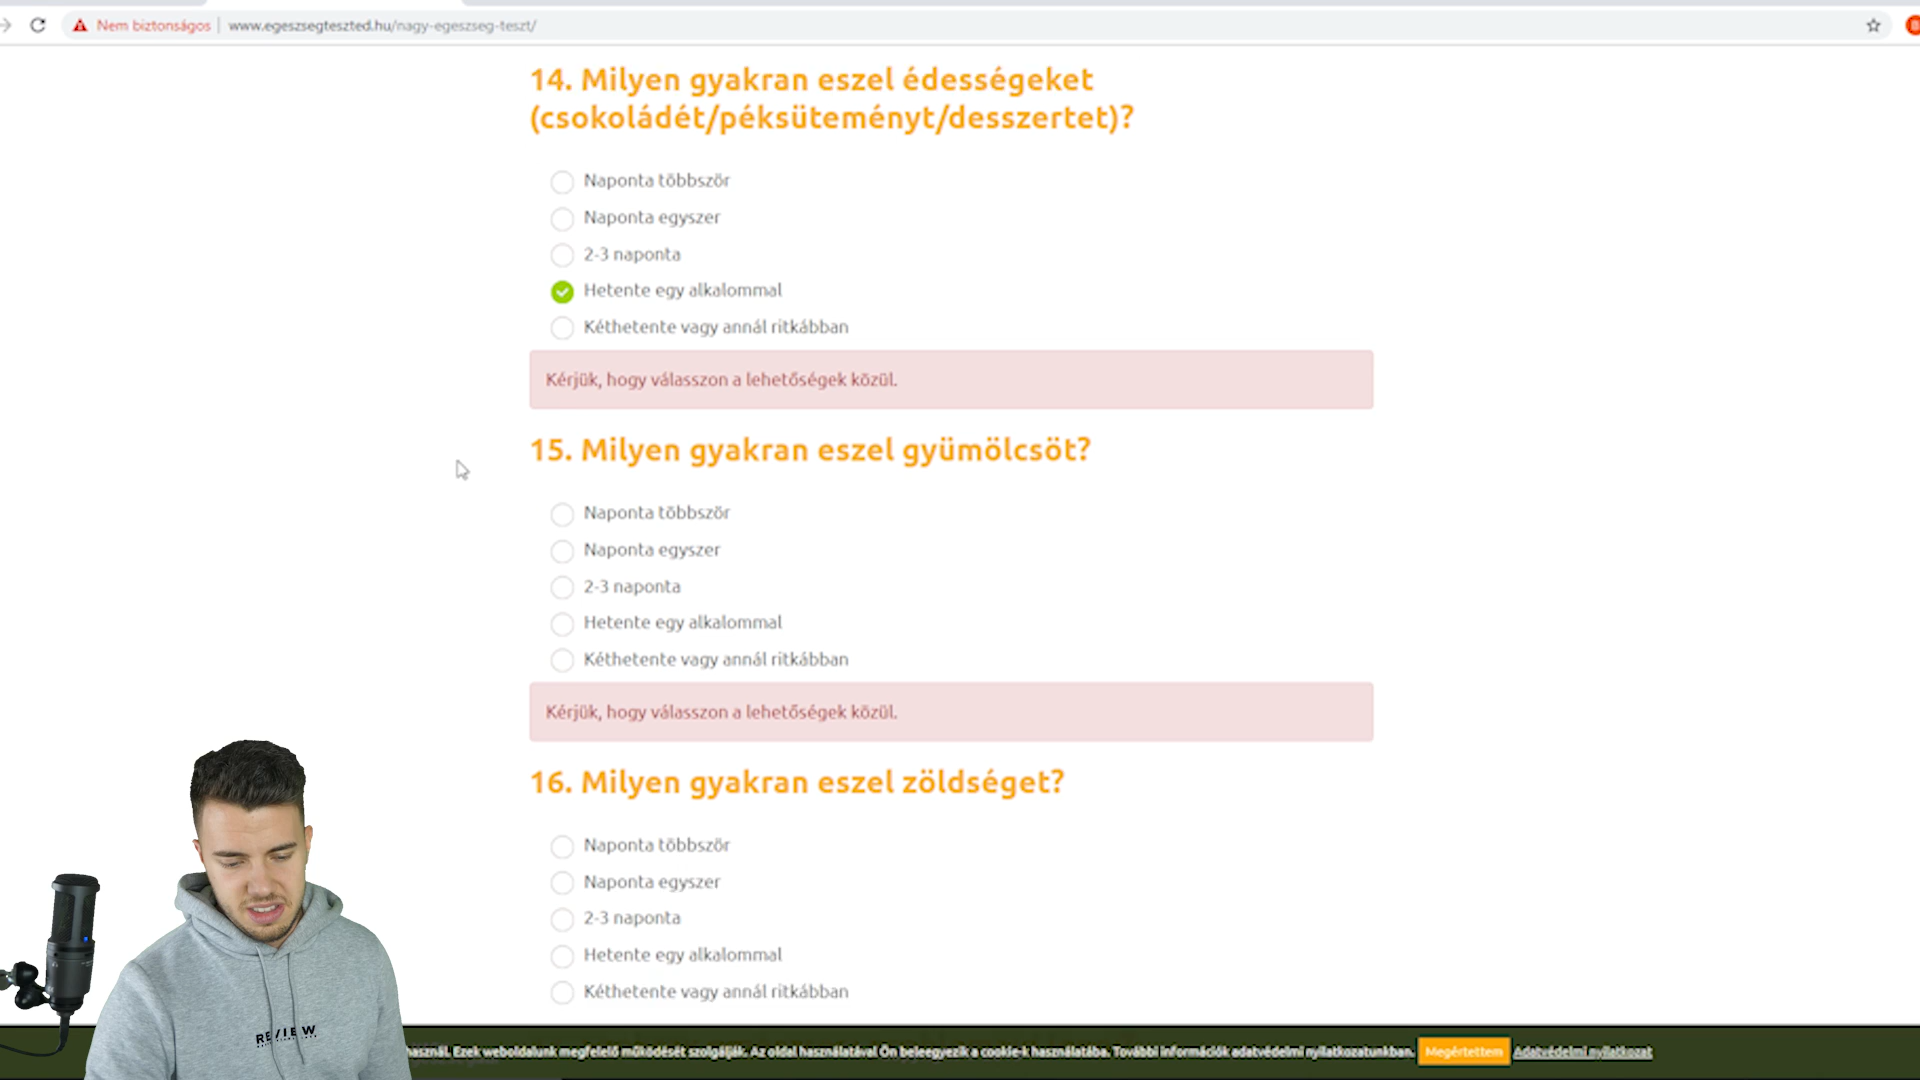 Nem biztonságos | www.egeszsegteszted.hu/nagy-egeszseg-teszt/
14. Milyen gyakran eszel édességeket
(csokoládét/péksüteményt/desszertet)?
Naponta többször
Naponta egyszer
2-3 naponta
Hetente egy alkalommal
Kéthetente vagy annál ritkábban
Kérjük, hogy válasszon a lehetőségek közül.
15. Milyen gyakran eszel gyümölcsöt?
Naponta többször
Naponta egyszer
2-3 naponta
Hetente egy alkalommal
Kéthetente vagy annál ritkábban
Kérjük, hogy válasszon a lehetőségek közül.
16. Milyen gyakran eszel zöldséget?
Naponta többször
Naponta egyszer
2-3 naponta
Hetente egy alkalommal
Kéthetente vagy annál ritkábban
REVIEW
használ. Ezek weboldalunk megfelelő működését szolgálják. Az oldal használatával Ön beleegyezik a cookie-k használatába. További információk adatvédelmi nyilatkozatunkban. Megértettem Adatvédelmi nyilatkozat